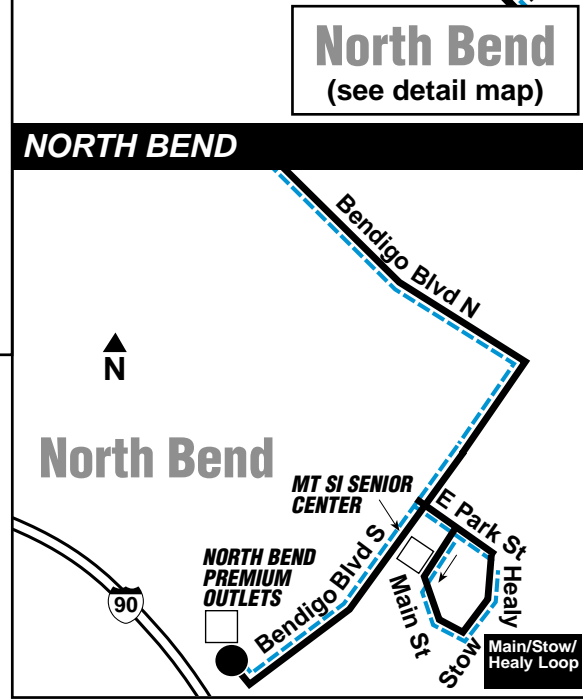 North Bend
(see detail map)
NORTH BEND
Bendigo Blvd N
N
North Bend
MT SI SENIOR
CENTER
E Park St
NORTH BEND
PREMIUM
OUTLETS
Bendigo Blvd S
Main St
Healy
Stow
90
Main/Stow/
Healy Loop